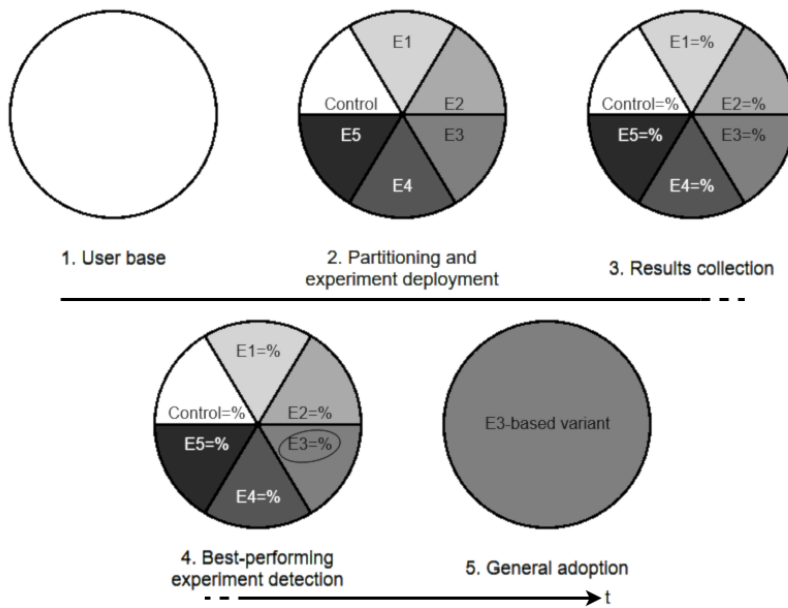 E1
Control
E2
E5
E3
E4
E1=%
Control=%
E2=%
E5=%
E3=%
E4=%
1. User base
2. Partitioning and
experiment deployment
3. Results collection
E1=%
Control=%
E2=%
E5=%
E3=%
E4=%
E3-based variant
4. Best-performing
experiment detection
5. General adoption
t